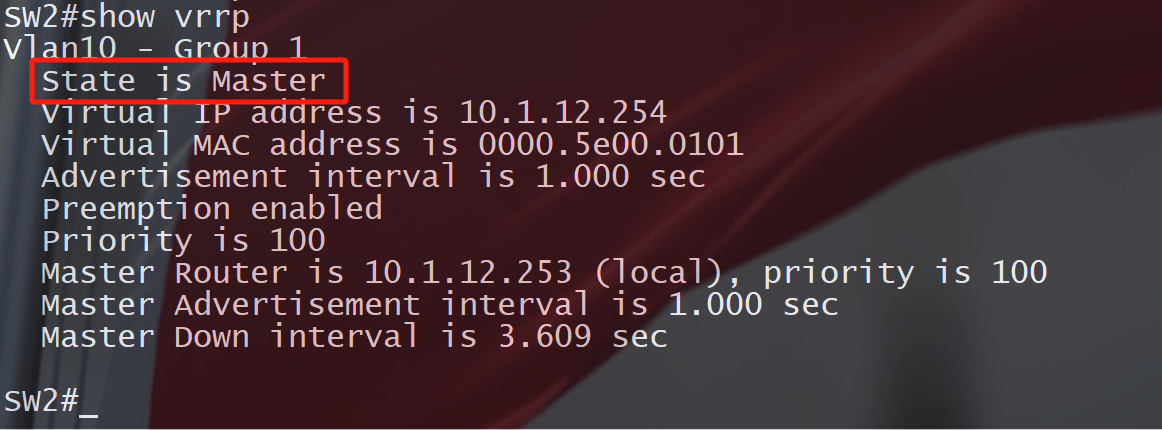 SW2#show vrrp
Vlan10 - Group 1
State is Master
Virtual IP address is 10.1.12.254
Virtual MAC address is 0000.5e00.0101
Advertisement interval is 1.000 sec
Preemption enabled
Priority is 100
Master Router is 10.1.12.253 (local), priority is 100
Master Advertisement interval is 1.000 sec
Master Down interval is 3.609 sec
SW2#_